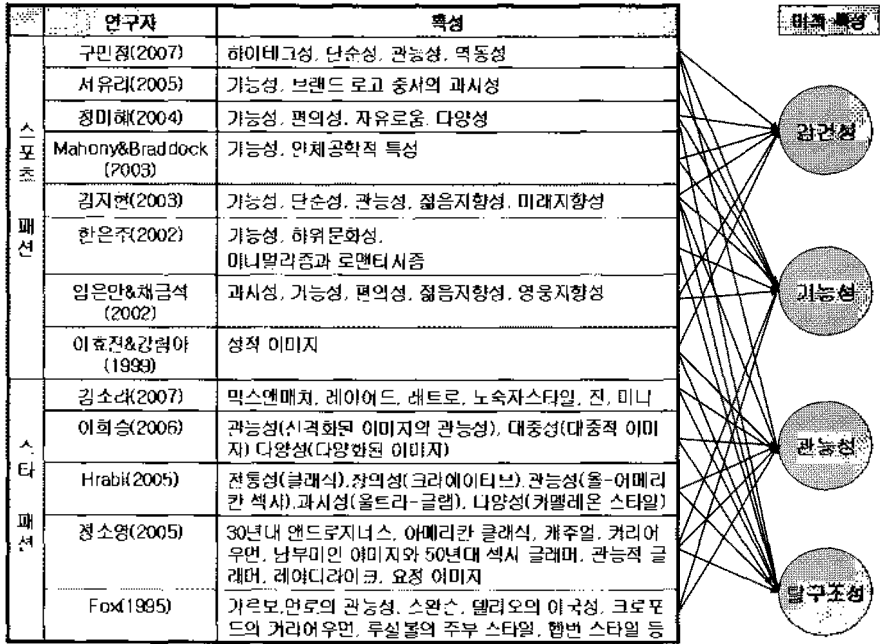 연구자 특성 미적 특성
구민정(2007) 하이테크성, 단순성, 관능성, 역동성
서유리(2005) 기능성, 브랜드 로고 중시의 과시성
정미혜(2004) 기능성, 편의성, 자유로움, 다양성
Mahony&Braddock 기능성, 인체공학적 특성
(2003)
김지현(2003) 기능성, 단순성, 관능성, 젊음지향성, 미래지향성
한은주(2002) 기능성, 하위문화성,
미니멀리즘과 로맨티시즘
임은안&채금석 과시성, 기능성, 편의성, 젊음지향성, 영웅지향성
(2002)
이효진&강림아 성적 이미지
(1999)
스포츠 패션
김소라(2007) 믹스앤매치, 레이어드, 래트로, 노숙자스타일, 진, 미니
이희승(2006) 관능성(신격화된 이미지의 관능성), 대중성(대중적 이미
지) 다양성(다양화된 이미지)
Hrabi(2005) 전통성(클래식),창의성(크리에이티브),관능성(올-어메리
칸 섹시),과시성(울트라-글램), 다양성(카멜레온 스타일)
정소영(2005) 30년대 앤드로지너스, 아메리칸 클래식, 캐주얼, 커리어
우먼, 남부미인 이미지와 50년대 섹시 글래머, 관능적 글
래머, 레이디라이크, 요정 이미지
Fox(1995) 가르보,먼로의 관능성, 스완슨, 델리오의 이국성, 크로포
드의 커리어우먼, 루실볼의 주부 스타일, 햅번 스타일 등
스타 패션
강건성
기능성
관능성
탈구조성